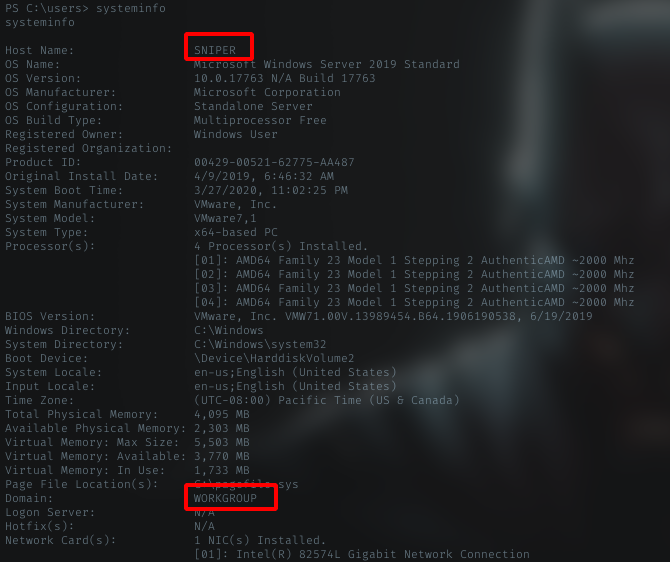 PS C:\users> systeminfo
systeminfo
Host Name: SNIPER
OS Name: Microsoft Windows Server 2019 Standard
OS Version: 10.0.17763 N/A Build 17763
OS Manufacturer: Microsoft Corporation
OS Configuration: Standalone Server
OS Build Type: Multiprocessor Free
Registered Owner: Windows User
Registered Organization:
Product ID: 00429-00521-62775-AA487
Original Install Date: 4/9/2019, 6:46:32 AM
System Boot Time: 3/27/2020, 11:02:25 PM
System Manufacturer: VMware, Inc.
System Model: VMware7,1
System Type: x64-based PC
Processor(s): 4 Processor(s) Installed.
[01]: AMD64 Family 23 Model 1 Stepping 2 AuthenticAMD ~2000 Mhz
[02]: AMD64 Family 23 Model 1 Stepping 2 AuthenticAMD ~2000 Mhz
[03]: AMD64 Family 23 Model 1 Stepping 2 AuthenticAMD ~2000 Mhz
[04]: AMD64 Family 23 Model 1 Stepping 2 AuthenticAMD ~2000 Mhz
BIOS Version: VMware, Inc. VMW71.00V.13989454.B64.1906190538, 6/19/2019
Windows Directory: C:\Windows
System Directory: C:\Windows\system32
Boot Device: \Device\HarddiskVolume2
System Locale: en-us;English (United States)
Input Locale: en-us;English (United States)
Time Zone: (UTC-08:00) Pacific Time (US & Canada)
Total Physical Memory: 4,095 MB
Available Physical Memory: 2,303 MB
Virtual Memory: Max Size: 5,503 MB
Virtual Memory: Available: 3,770 MB
Virtual Memory: In Use: 1,733 MB
Page File Location(s): C:\pagefile.sys
Domain: WORKGROUP
Logon Server: N/A
Hotfix(s): N/A
Network Card(s): 1 NIC(s) Installed.
[01]: Intel(R) 82574L Gigabit Network Connection